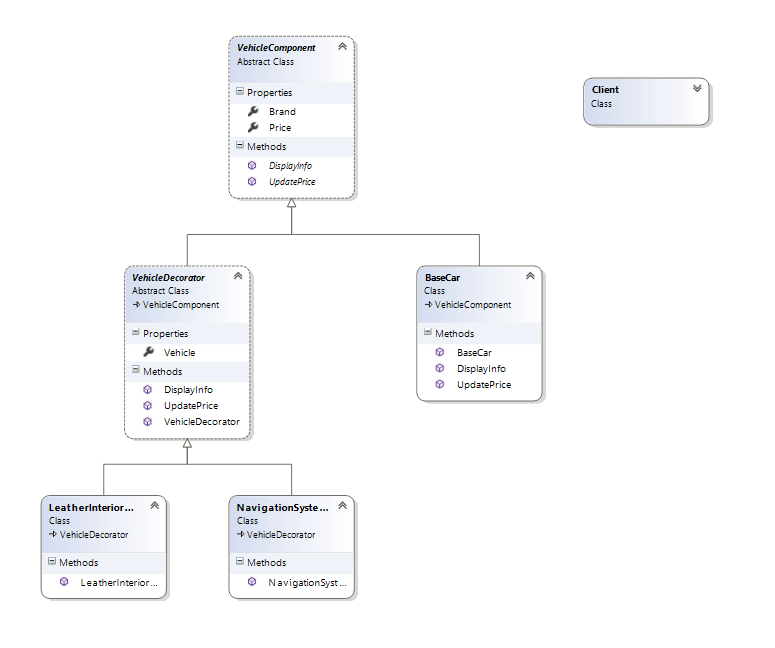 VehicleComponent
Abstract Class
Properties
Brand
Price
Methods
DisplayInfo
UpdatePrice
Client
Class
VehicleDecorator
Abstract Class
VehicleComponent
Properties
Vehicle
Methods
DisplayInfo
UpdatePrice
VehicleDecorator
BaseCar
Class
VehicleComponent
Methods
BaseCar
DisplayInfo
UpdatePrice
LeatherInterior...
Class
VehicleDecorator
Methods
LeatherInterior...
NavigationSyste...
Class
VehicleDecorator
Methods
NavigationSyst...